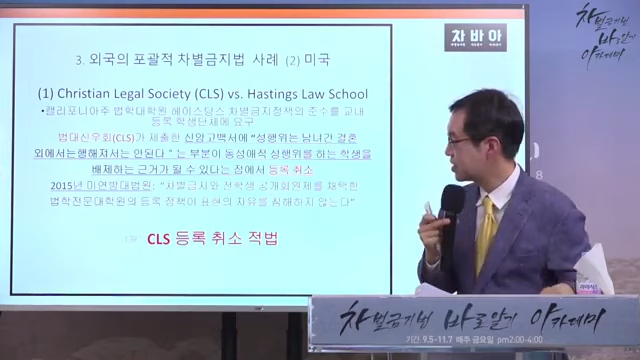 차바아
3. 외국의 포괄적 차별금지법 사례 (2) 미국
(1) Christian Legal Society (CLS) vs. Hastings Law School
•캘리포니아주 법학대학원 헤이스팅스 차별금지정책의 준수를 교내
등록 학생단체에 요구
법대신우회(CLS)가 제출한 신앙고백서에 "성행위는 남녀간 결혼
외에서는행해져서는 안된다" 는 부분이 동성애적 성행위를 하는 학생을
배제하는 근거가 될 수 있다는 점에서 등록 취소
2015년 미연방대법원: "차별금지와 전학생 공개회원제를 채택한
법학전문대학원의 등록 정책이 표현의 자유를 침해하지 않는다"
CLS 등록 취소 적법
차별금지법
바로알기
아카데미
차별금지법 바로알기 아카데미
기간 9.5-11.7 매주 금요일 pm2:00-4:00